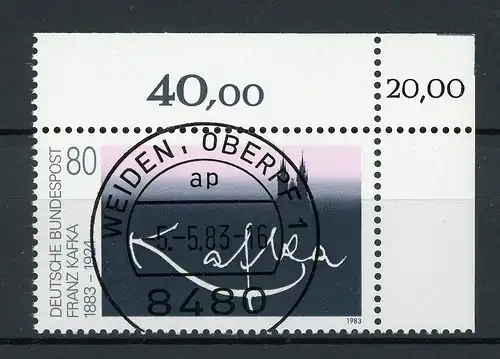 40,00
20,00
80
DEUTSCHE BUNDESPOST
FRANZ KAFKA
1883 – 1924
WEIDEN, OBERPF 1
ap
-5.-5.83-16
Kafka
8480
1983